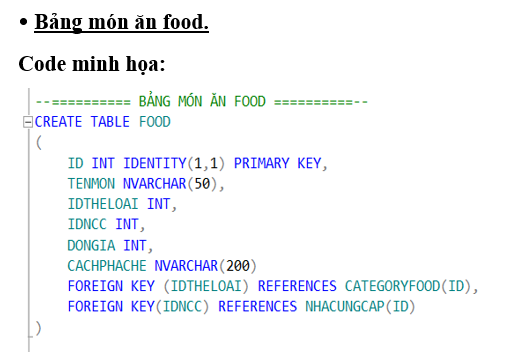 • Bảng món ăn food.
Code minh họa:
--========== BẢNG MÓN ĂN FOOD ==========--
CREATE TABLE FOOD
(
ID INT IDENTITY(1,1) PRIMARY KEY,
TENMON NVARCHAR(50),
IDTHELOAI INT,
IDNCC INT,
DONGIA INT,
CACHPHACHE NVARCHAR(200)
FOREIGN KEY (IDTHELOAI) REFERENCES CATEGORYFOOD(ID),
FOREIGN KEY(IDNCC) REFERENCES NHACUNGCAP(ID)
)